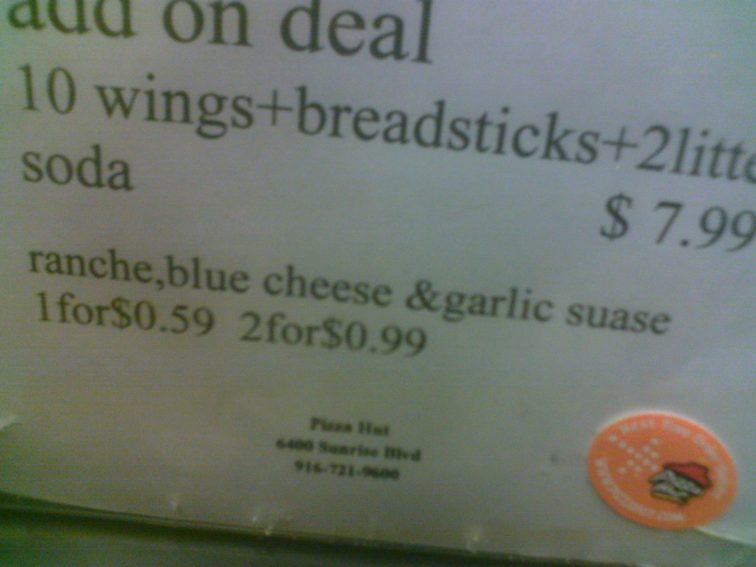 add on deal
10 wings+breadsticks+2litte
soda
$ 7.99
ranche,blue cheese &garlic suase
1for$0.59 2for$0.99
Pizza Hut
6400 Sunrise Blvd
916-721-9600